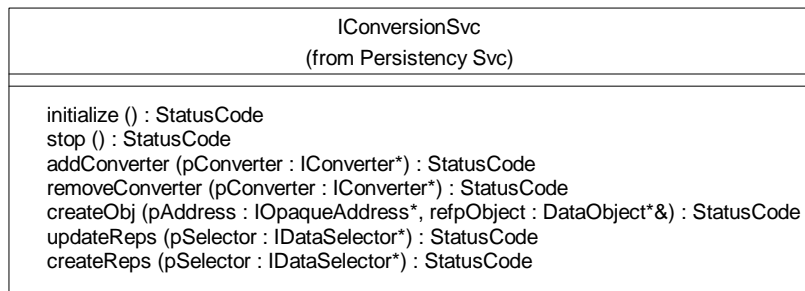 IConversionSvc
(from Persistency Svc)
initialize () : StatusCode
stop () : StatusCode
addConverter (pConverter : IConverter*) : StatusCode
removeConverter (pConverter : IConverter*) : StatusCode
createObj (pAddress : IOpaqueAddress*, refpObject : DataObject*&) : StatusCode
updateReps (pSelector : IDataSelector*) : StatusCode
createReps (pSelector : IDataSelector*) : StatusCode